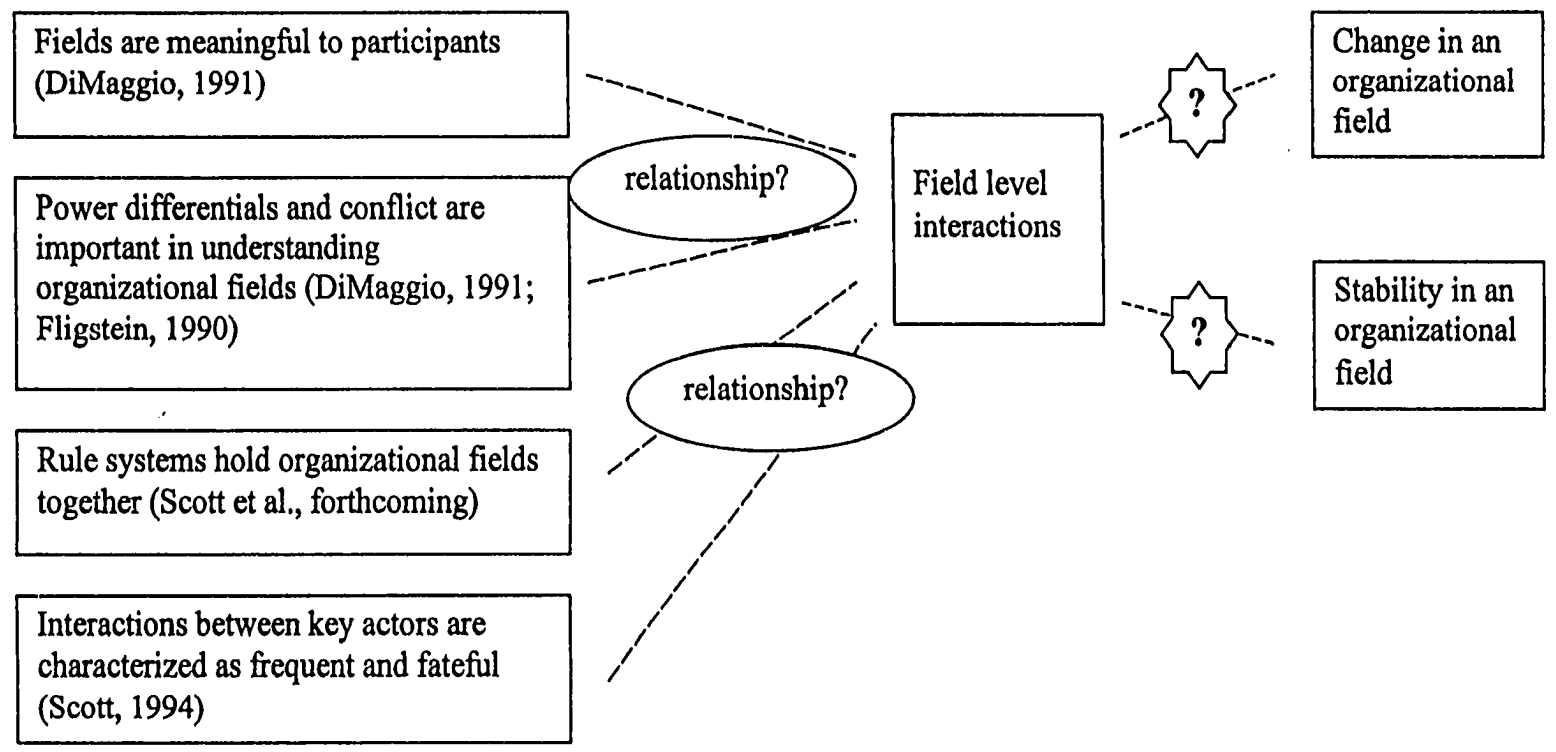 Fields are meaningful to participants
(DiMaggio, 1991)
Power differentials and conflict are
important in understanding
organizational fields (DiMaggio, 1991;
Fligstein, 1990)
Rule systems hold organizational fields
together (Scott et al., forthcoming)
Interactions between key actors are
characterized as frequent and fateful
(Scott, 1994)
relationship?
relationship?
Field level
interactions
?
?
Change in an
organizational
field
Stability in an
organizational
field